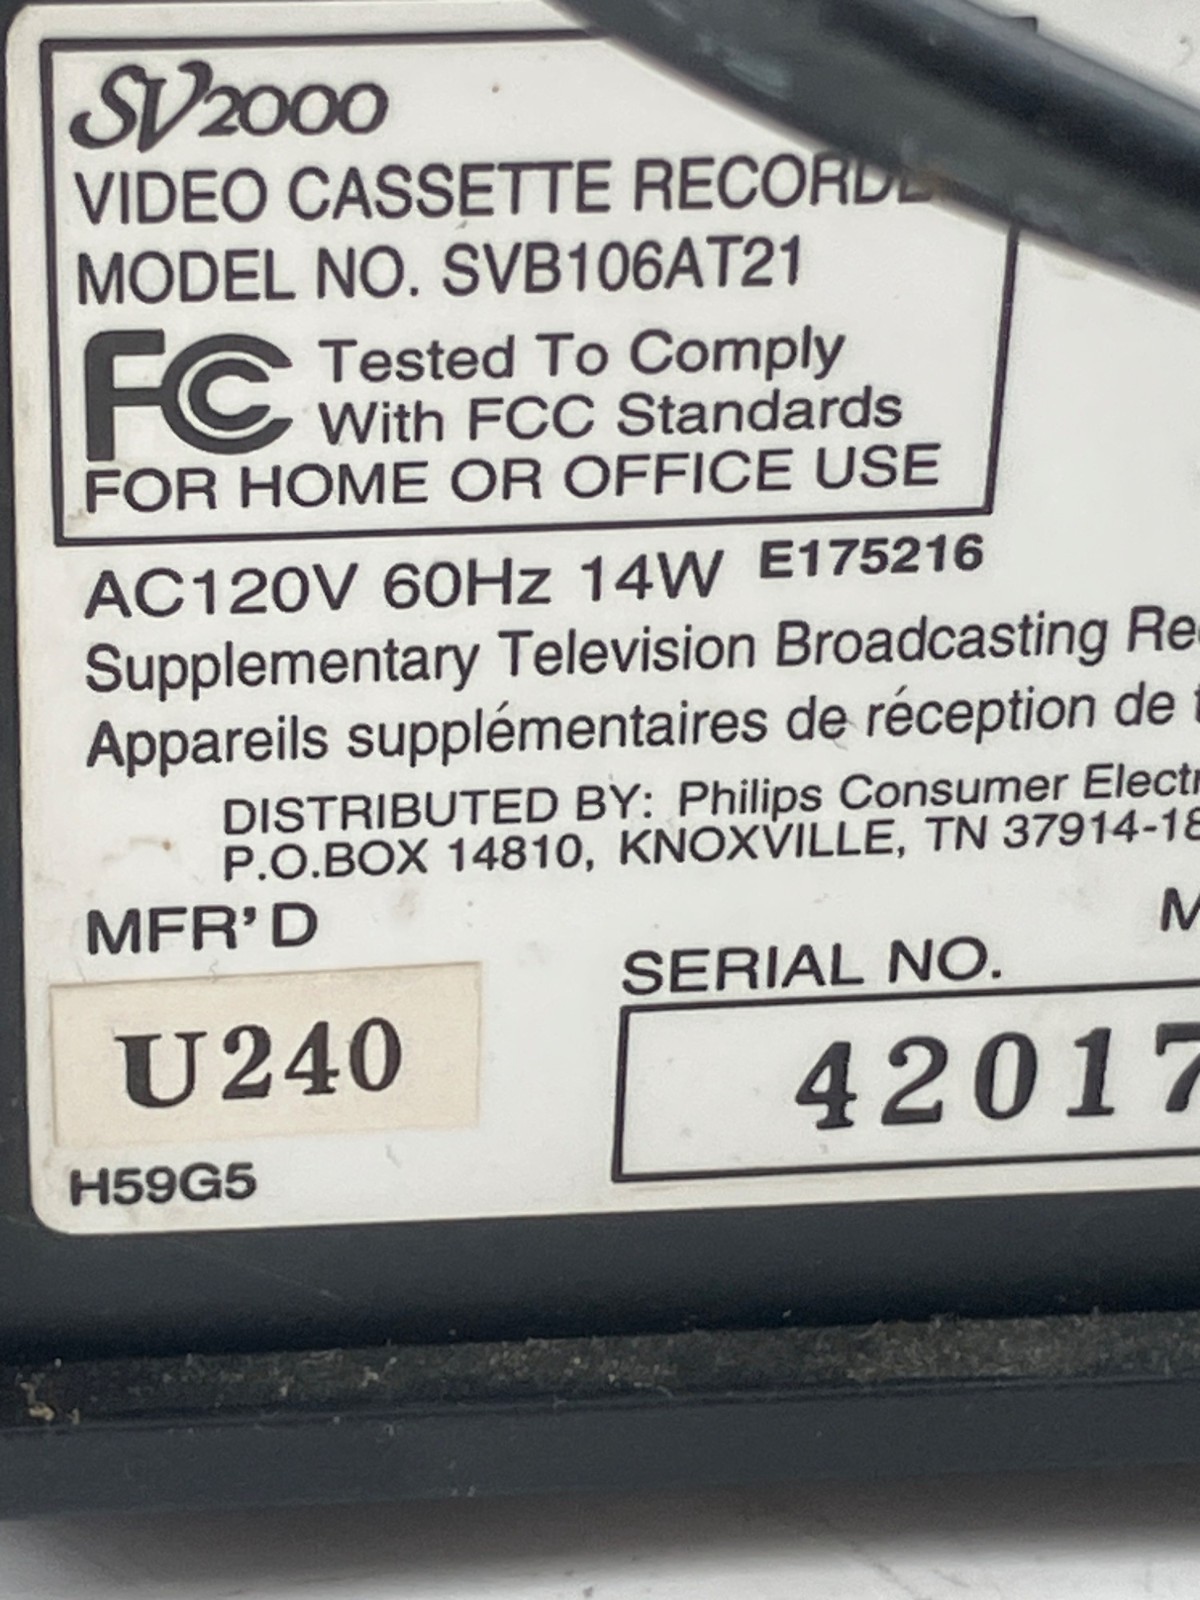 SV2000
VIDEO CASSETTE
MODEL NO. SVB106AT21
FC Tested To Comply
With FCC Standards
FOR HOME OR OFFICE USE
AC120V 60Hz 14W E175216
Supplementary Television Broadcasting
Appareils supplémentaires de réception de
DISTRIBUTED BY: Philips Consumer
P.O.BOX 14810, KNOXVILLE, TN
MFR'D
SERIAL NO.
U240
42017
H59G5